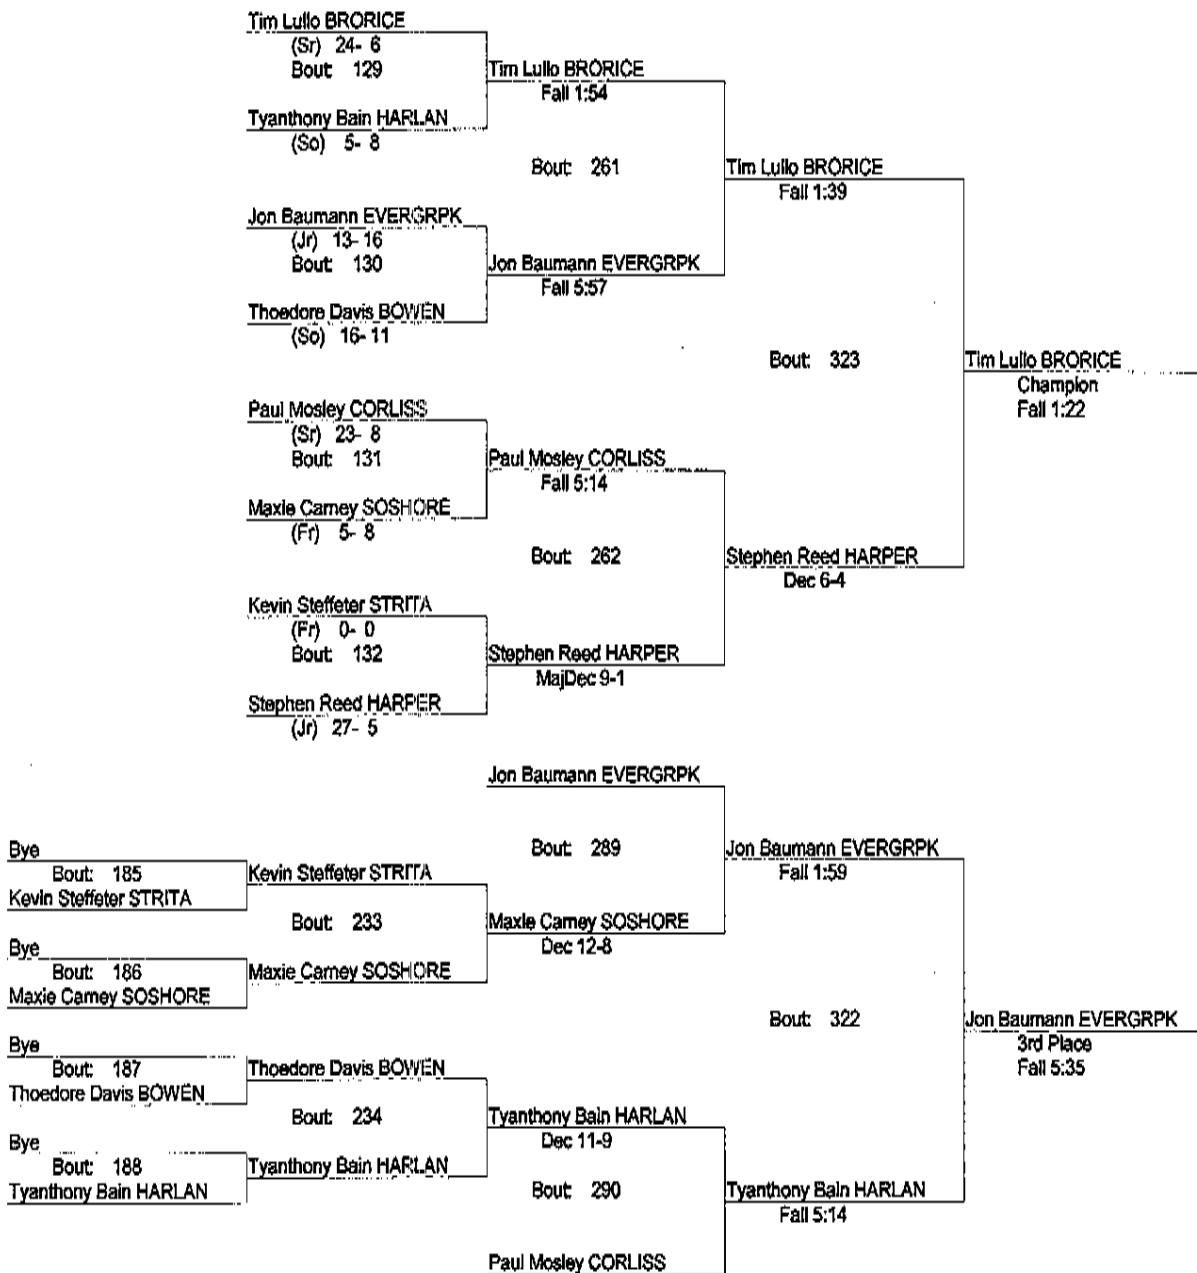 Tim Lullo BRORICE
(Sr) 24- 6
Bout: 129
Tim Lullo BRORICE
Fall 1:54
Tyanthony Bain HARLAN
(So) 5- 8
Bout: 261
Tim Lullo BRORICE
Fall 1:39
Jon Baumann EVERGRPK
(Jr) 13- 16
Bout: 130
Jon Baumann EVERGRPK
Fall 5:57
Thoedore Davis BOWEN
(So) 16- 11
Bout: 323
Tim Lullo BRORICE
Champion
Fall 1:22
Paul Mosley CORLISS
(Sr) 23- 8
Bout: 131
Paul Mosley CORLISS
Fall 5:14
Maxie Carney SOSHORE
(Fr) 5- 8
Bout: 262
Stephen Reed HARPER
Dec 6-4
Kevin Steffeter STRITA
(Fr) 0- 0
Bout: 132
Stephen Reed HARPER
MajDec 9-1
Stephen Reed HARPER
(Jr) 27- 5
Jon Baumann EVERGRPK
Bout: 289
Jon Baumann EVERGRPK
Fall 1:59
Bye
Bout: 185
Kevin Steffeter STRITA
Kevin Steffeter STRITA
Bout: 233
Maxie Carney SOSHORE
Dec 12-8
Bye
Bout: 186
Maxie Carney SOSHORE
Maxie Carney SOSHORE
Bout: 322
Jon Baumann EVERGRPK
3rd Place
Fall 5:35
Bye
Bout: 187
Thoedore Davis BOWEN
Thoedore Davis BOWEN
Bout: 234
Tyanthony Bain HARLAN
Dec 11-9
Bye
Bout: 188
Tyanthony Bain HARLAN
Tyanthony Bain HARLAN
Bout: 290
Tyanthony Bain HARLAN
Fall 5:14
Paul Mosley CORLISS